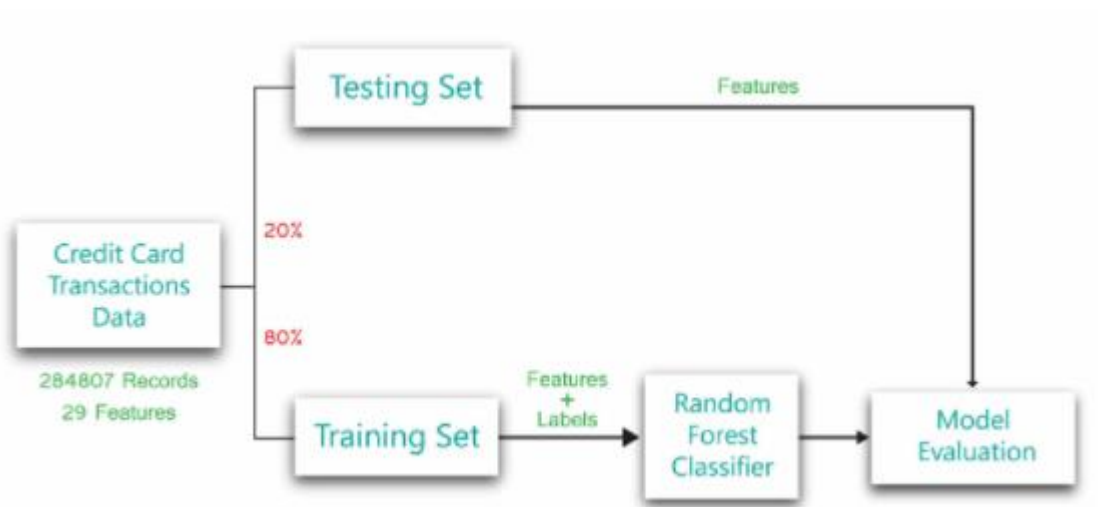 Testing Set
Features
20%
Credit Card
Transactions
Data
80%
284807 Records
29 Features
Features
+
Labels
Training Set
Random
Forest
Classifier
Model
Evaluation